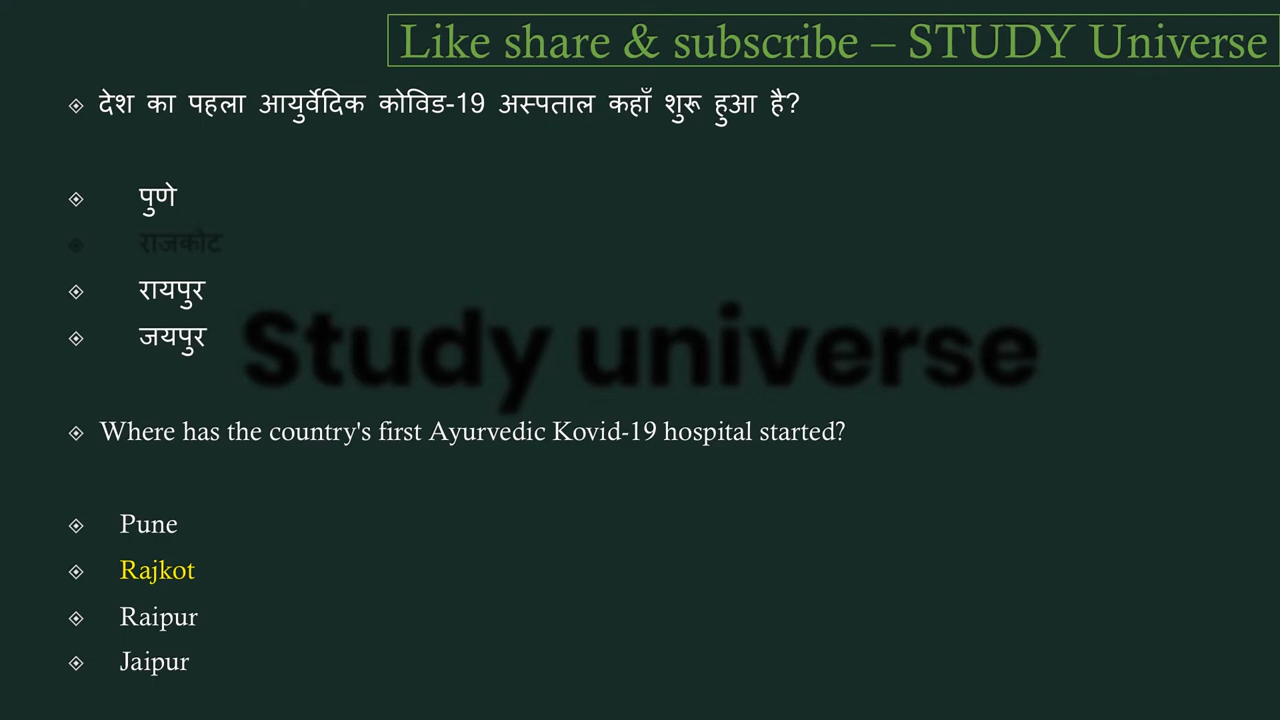 Like share & subscribe – STUDY Universe
देश का पहला आयुर्वेदिक कोविड-19 अस्पताल कहाँ शुरू हुआ है?
पुणे
राजकोट
रायपुर
जयपुर
Study universe
Where has the country's first Ayurvedic Kovid-19 hospital started?
Pune
Rajkot
Raipur
Jaipur